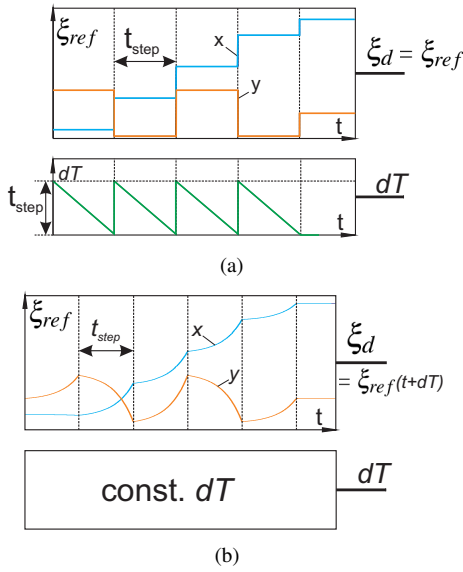 ξref
tstep
x
y
t
ξd = ξref
dT
tstep
t
dT
(a)
ξref
tstep
x
y
t
ξd
= ξref(t+dT)
const. dT
dT
(b)